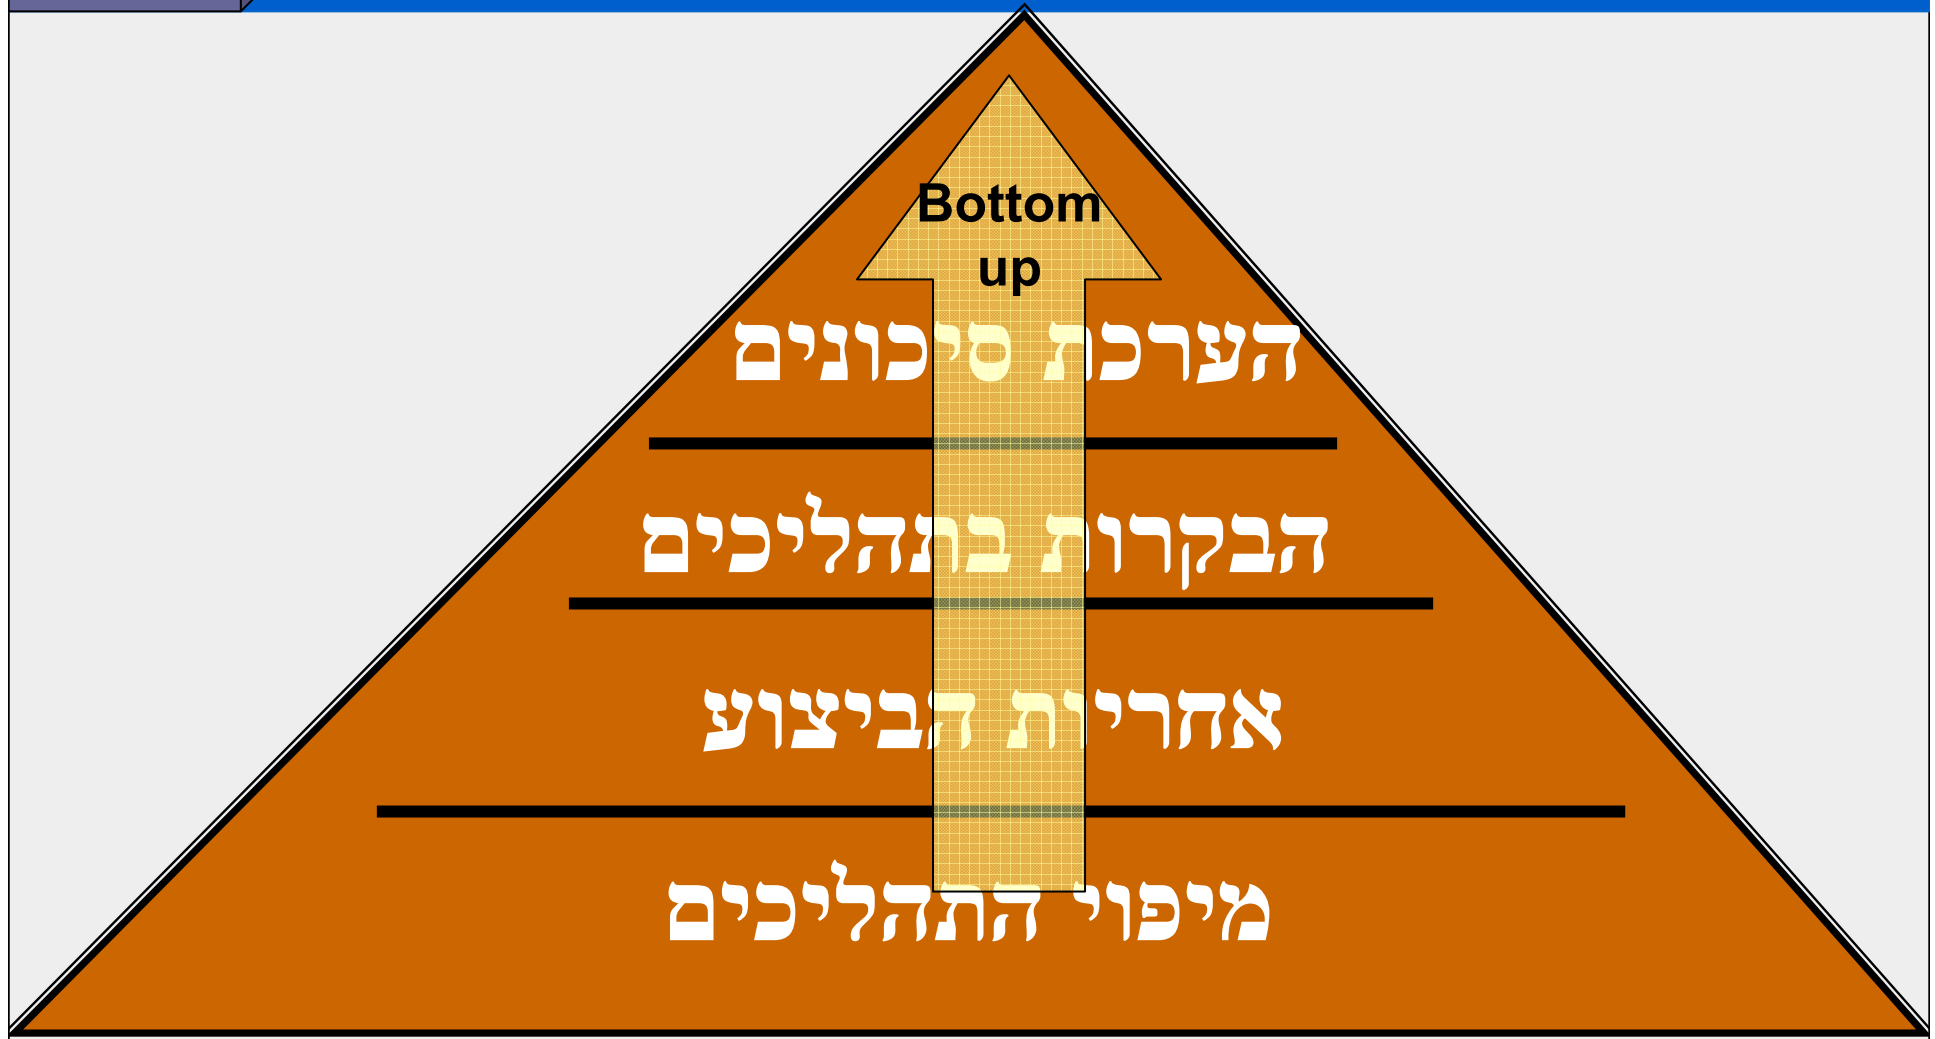 Bottom
up
הערכת סיכונים
הבקרות בתהליכים
אחריות הביצוע
מיפוי התהליכים